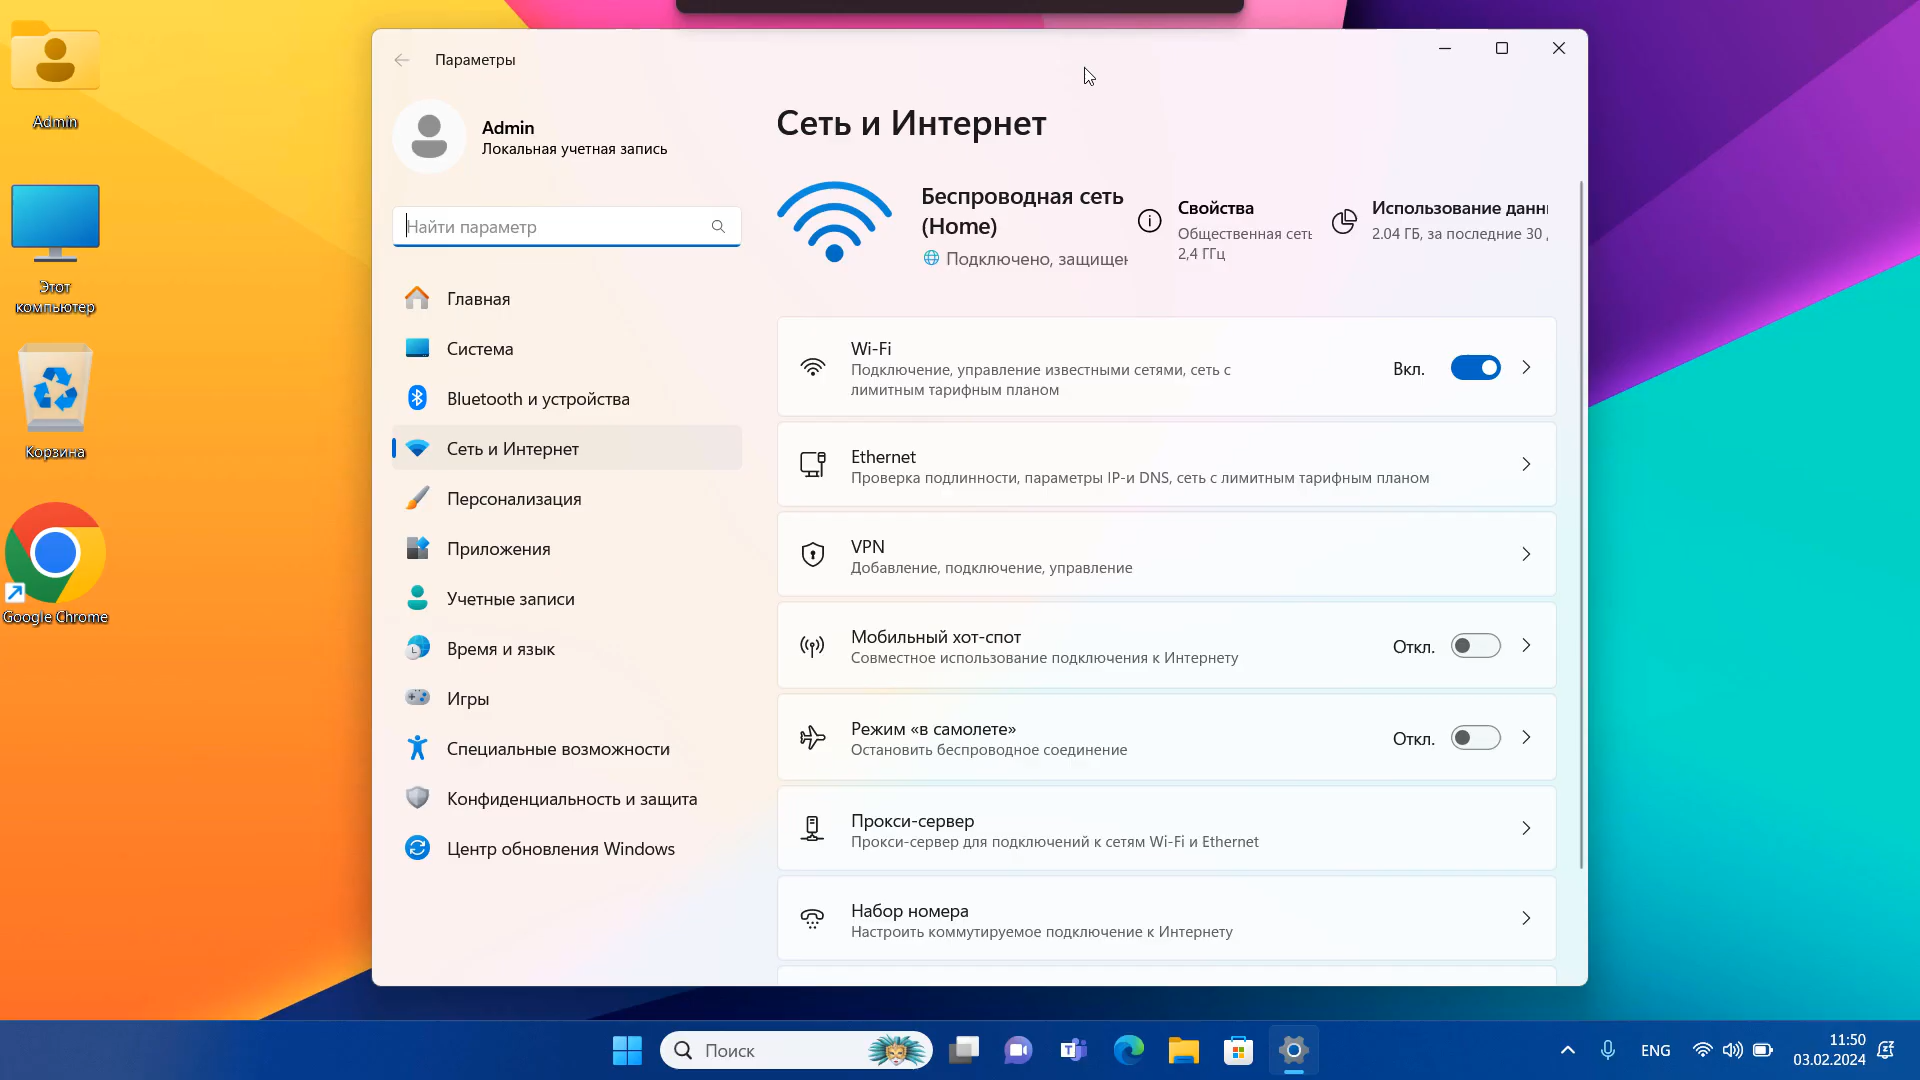 Admin
Этот
компьютер
Корзина
Google Chrome
Параметры
Admin
Локальная учетная запись
Найти параметр
Главная
Система
Bluetooth и устройства
Сеть и Интернет
Персонализация
Приложения
Учетные записи
Время и язык
Игры
Специальные возможности
Конфиденциальность и защита
Центр обновления Windows
Сеть и Интернет
Беспроводная сеть
(Home)
Подключено, защищен
Свойства
Общественная сеть
2,4 ГГц
Использование данн
2.04 ГБ, за последние 30 д
Wi-Fi
Подключение, управление известными сетями, сеть с
лимитным тарифным планом
Вкл.
Ethernet
Проверка подлинности, параметры IP-и DNS, сеть с лимитным тарифным планом
VPN
Добавление, подключение, управление
Мобильный хот-спот
Совместное использование подключения к Интернету
Откл.
Режим «в самолете»
Остановить беспроводное соединение
Откл.
Прокси-сервер
Прокси-сервер для подключений к сетям Wi-Fi и Ethernet
Набор номера
Настроить коммутируемое подключение к Интернету
Поиск
ENG
11:50
03.02.2024